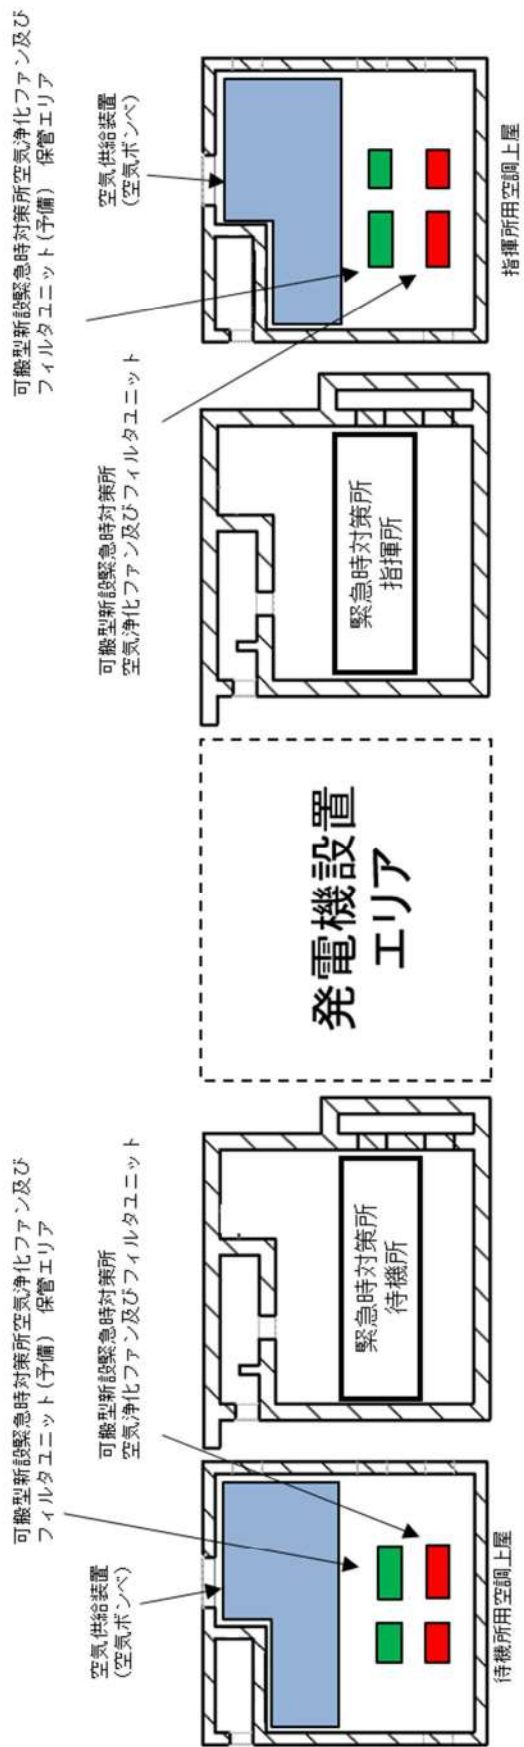 可搬型新設緊急時対策所空気浄化ファン及び
フィルタユニット(予備) 保管エリア
空気供給装置
(空気ボンベ)
可搬型新設緊急時対策所
空気浄化ファン及びフィルタユニット
待機所用空調上屋
緊急時対策所
待機所
発電機設置
エリア
可搬型新設緊急時対策所空気浄化ファン及び
フィルタユニット(予備) 保管エリア
可搬型新設緊急時対策所
空気浄化ファン及びフィルタユニット
空気供給装置
(空気ボンベ)
緊急時対策所
指揮所
指揮所用空調上屋